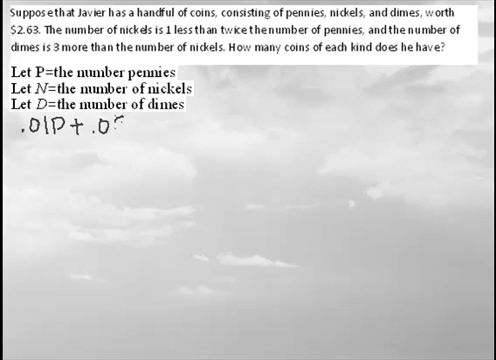 Suppose that Javier has a handful of coins, consisting of pennies, nickels, and dimes, worth
$2.63. The number of nickels is 1 less than twice the number of pennies, and the number of
dimes is 3 more than the number of nickels. How many coins of each kind does he have?
Let P=the number pennies
Let N=the number of nickels
Let D=the number of dimes
.01P+ .0